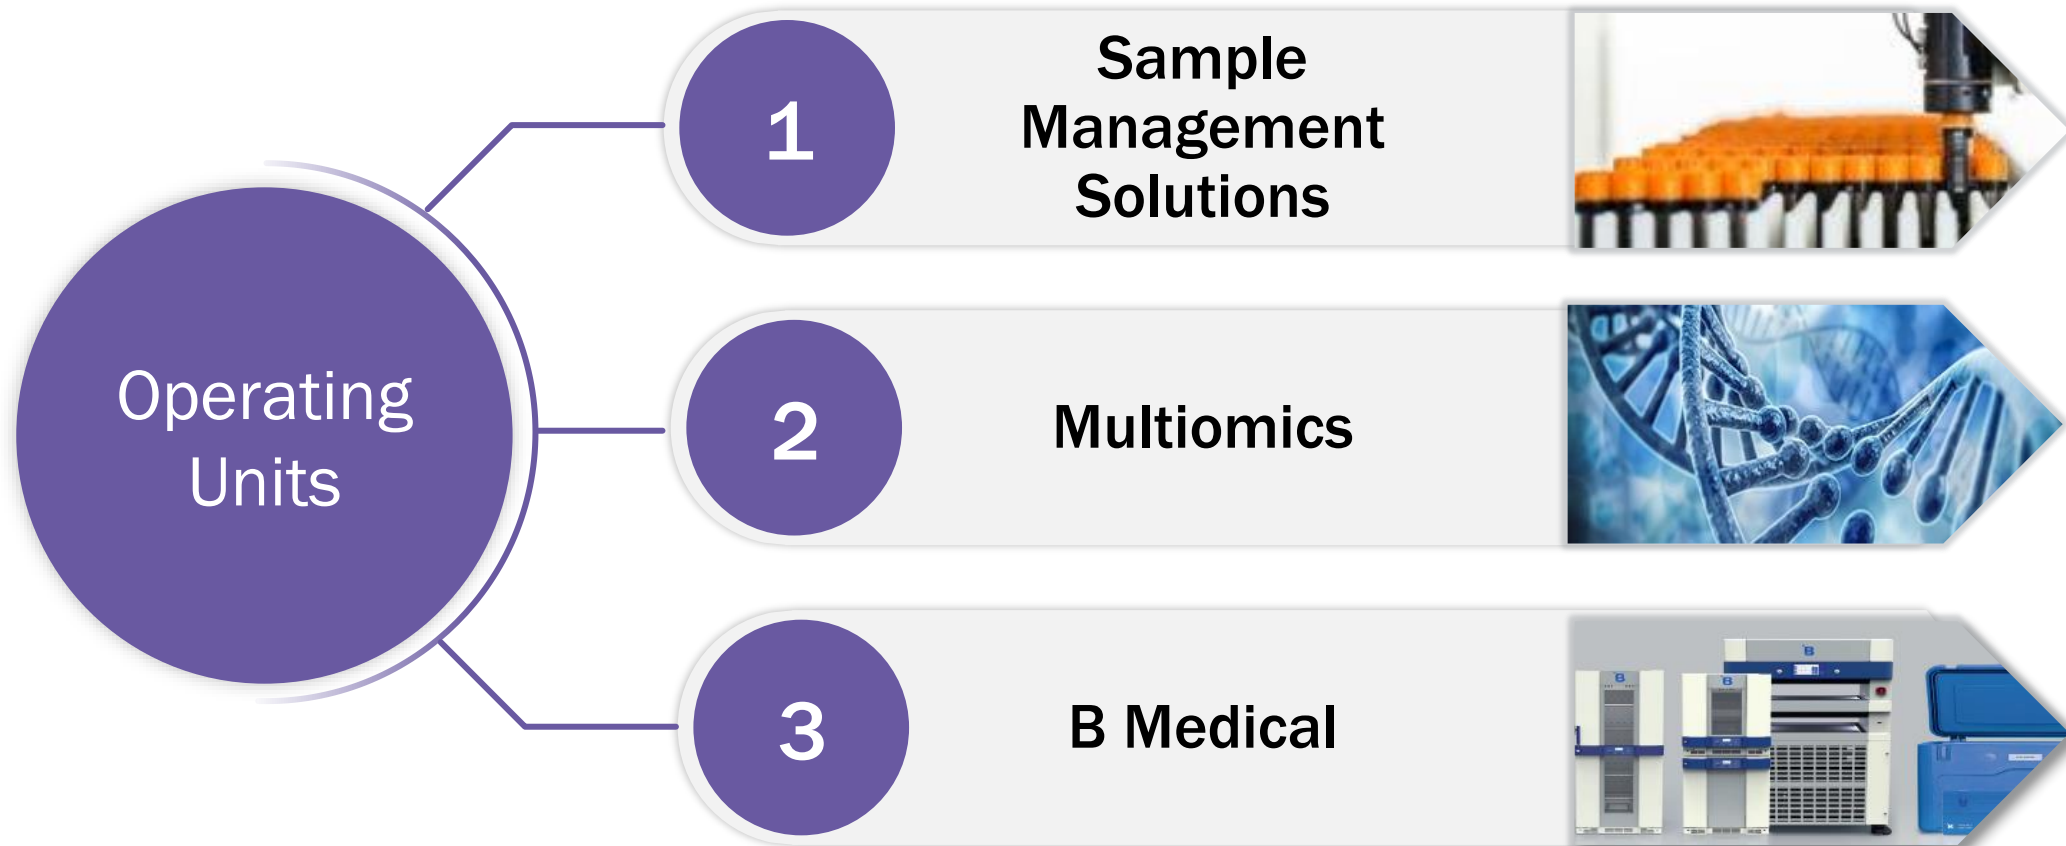 Operating
Units
1
Sample
Management
Solutions
2
Multiomics
3
B Medical
B
B
B